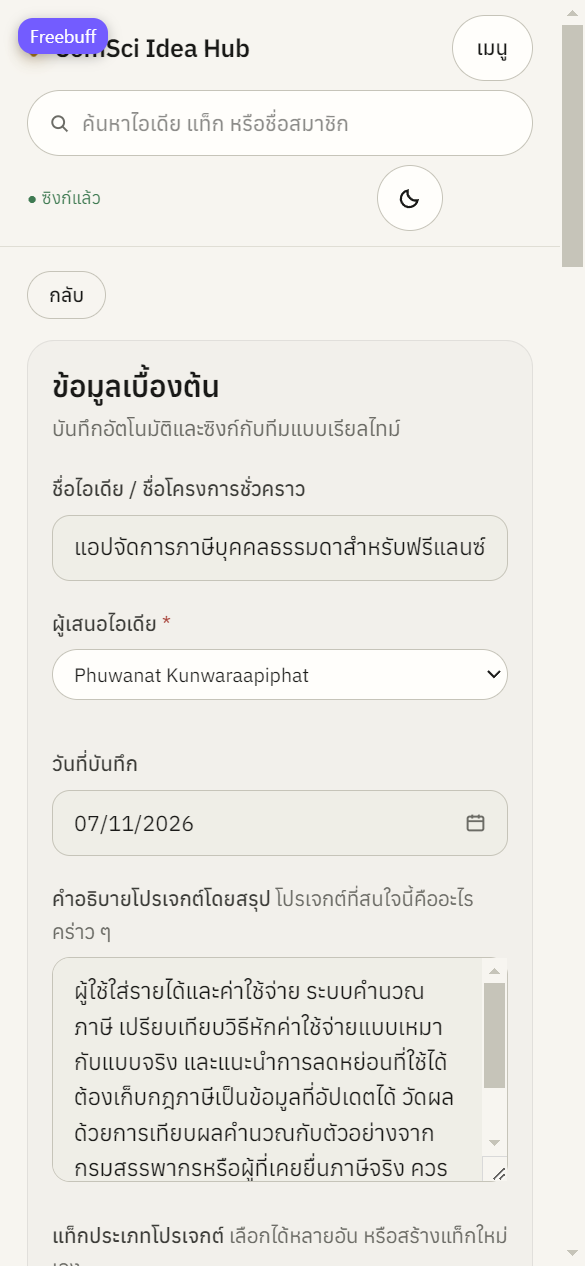 Freebuff
Sci Idea Hub
เมนู
ค้นหาไอเดีย แท็ก หรือชื่อสมาชิก
● ซิงก์แล้ว
กลับ
ข้อมูลเบื้องต้น
บันทึกอัตโนมัติและซิงก์กับทีมแบบเรียลไทม์
ชื่อไอเดีย / ชื่อโครงการชั่วคราว
แอปจัดการภาษีบุคคลธรรมดาสำหรับฟรีแลนซ์
ผู้เสนอไอเดีย *
Phuwanat Kunwaraapiphat
วันที่บันทึก
07/11/2026
คำอธิบายโปรเจกต์โดยสรุป โปรเจกต์ที่สนใจนี้คืออะไร
คร่าว ๆ
ผู้ใช้ใส่รายได้และค่าใช้จ่าย ระบบคำนวณ
ภาษี เปรียบเทียบวิธีหักค่าใช้จ่ายแบบเหมา
กับแบบจริง และแนะนำการลดหย่อนที่ใช้ได้
ต้องเก็บกฎภาษีเป็นข้อมูลที่อัปเดตได้ วัดผล
ด้วยการเทียบผลคำนวณกับตัวอย่างจาก
กรมสรรพากรหรือผู้ที่เคยยื่นภาษีจริง ควร
แท็กประเภทโปรเจกต์ เลือกได้หลายอัน หรือสร้างแท็กใหม่